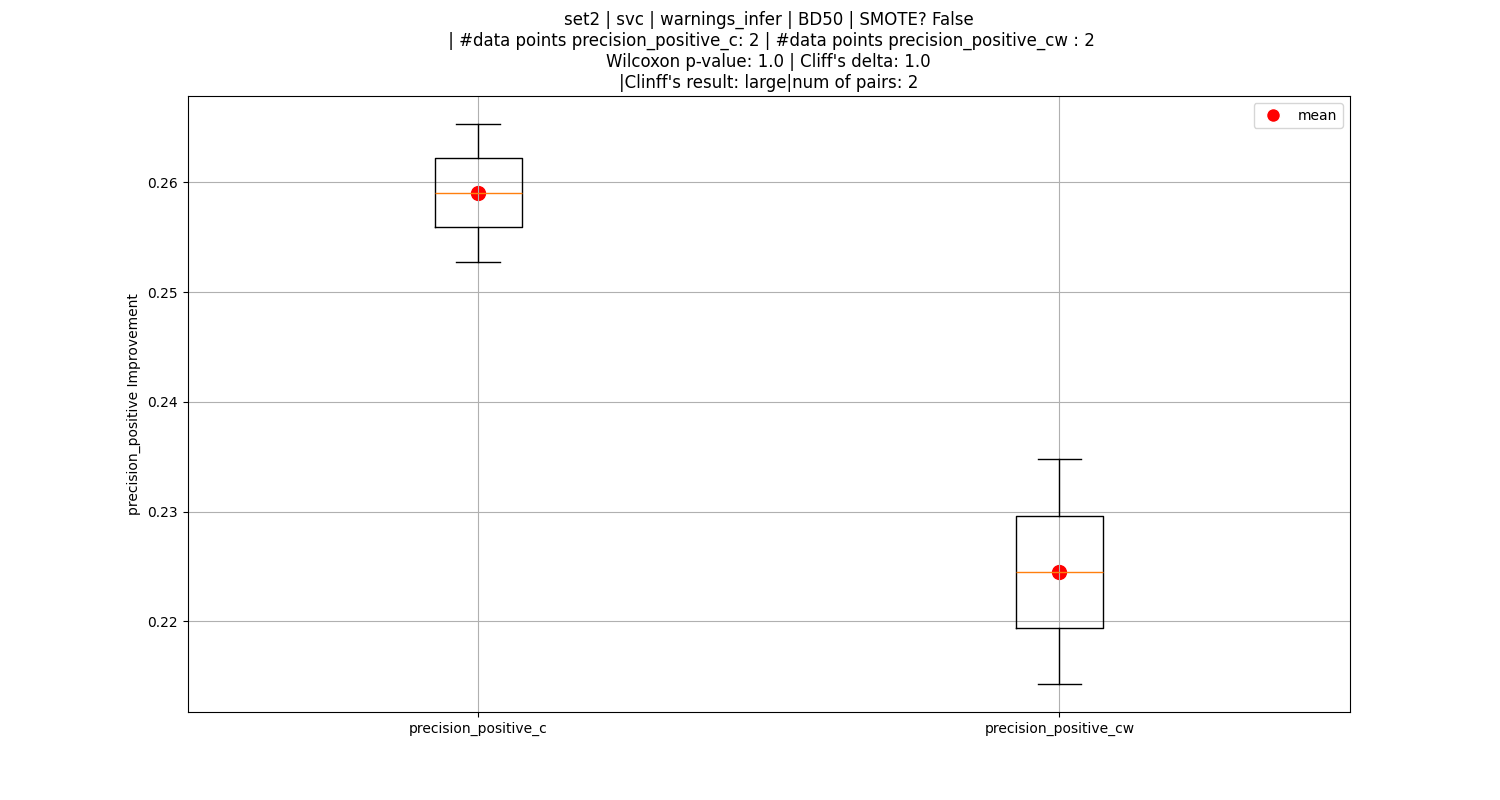 set2 | svc | warnings_infer | BD50 | SMOTE? False
| #data points precision_positive_c: 2 | #data points precision_positive_cw : 2
Wilcoxon p-value: 1.0 | Cliff's delta: 1.0
|Clinff's result: large|num of pairs: 2
mean
precision_positive Improvement
0.26
0.25
0.24
0.23
0.22
precision_positive_c
precision_positive_cw